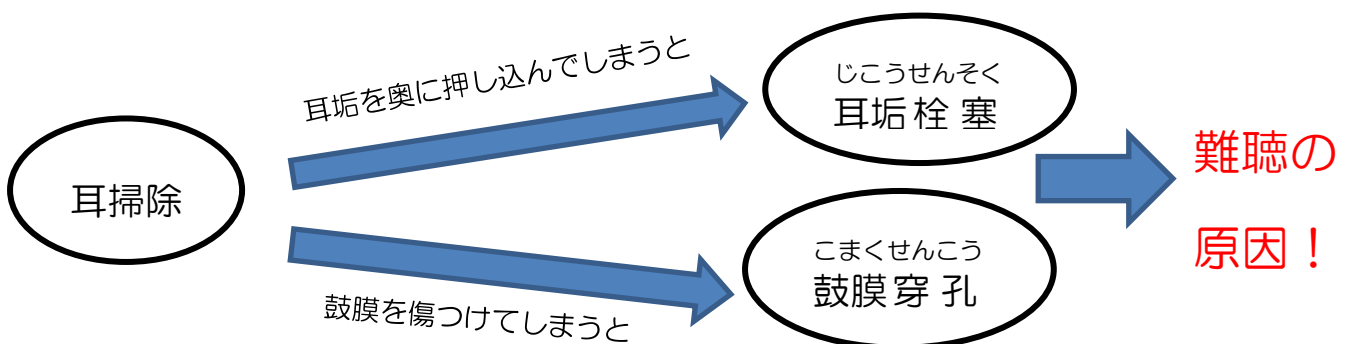 耳掃除
耳垢を奥に押し込んでしまうと
じこうせんそく
耳垢栓塞
鼓膜を傷つけてしまうと
こまくせんこう
鼓膜穿孔
難聴の
原因！